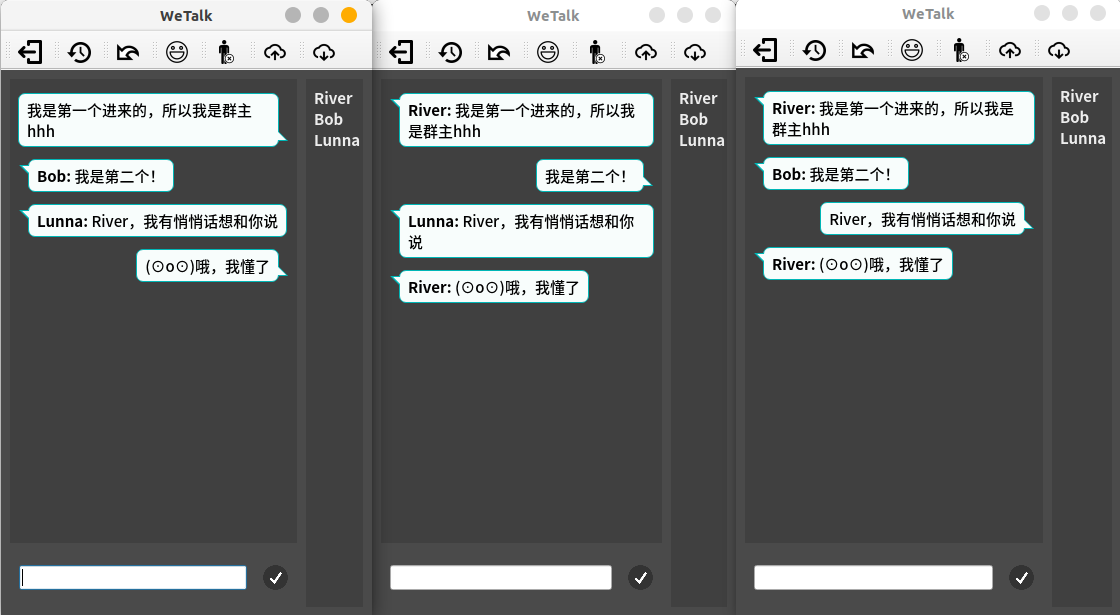 WeTalk
我是第一个进来的，所以我是群主
hhh
Bob: 我是第二个！
Lunna: River，我有悄悄话想和你说
(⊙o⊙)哦，我懂了
River
Bob
Lunna
WeTalk
River: 我是第一个进来的，所以我
是群主hhh
我是第二个！
Lunna: River，我有悄悄话想和你
说
River: (⊙o⊙)哦，我懂了
River
Bob
Lunna
WeTalk
River: 我是第一个进来的，所以我是
群主hhh
Bob: 我是第二个！
River，我有悄悄话想和你说
River: (⊙o⊙)哦，我懂了
River
Bob
Lunna